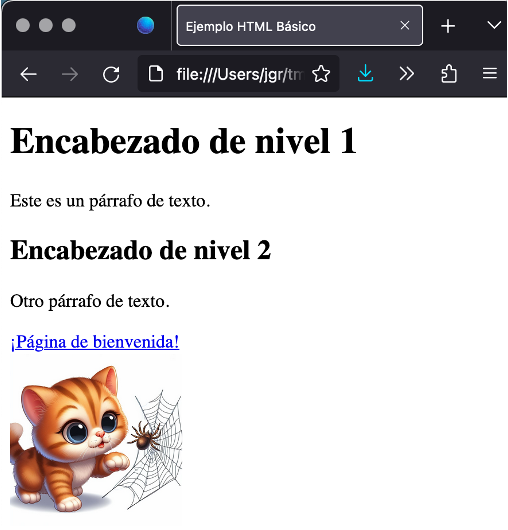 Ejemplo HTML Básico
file:///Users/jgr/tm
Encabezado de nivel 1
Este es un párrafo de texto.
Encabezado de nivel 2
Otro párrafo de texto.
¡Página de bienvenida!